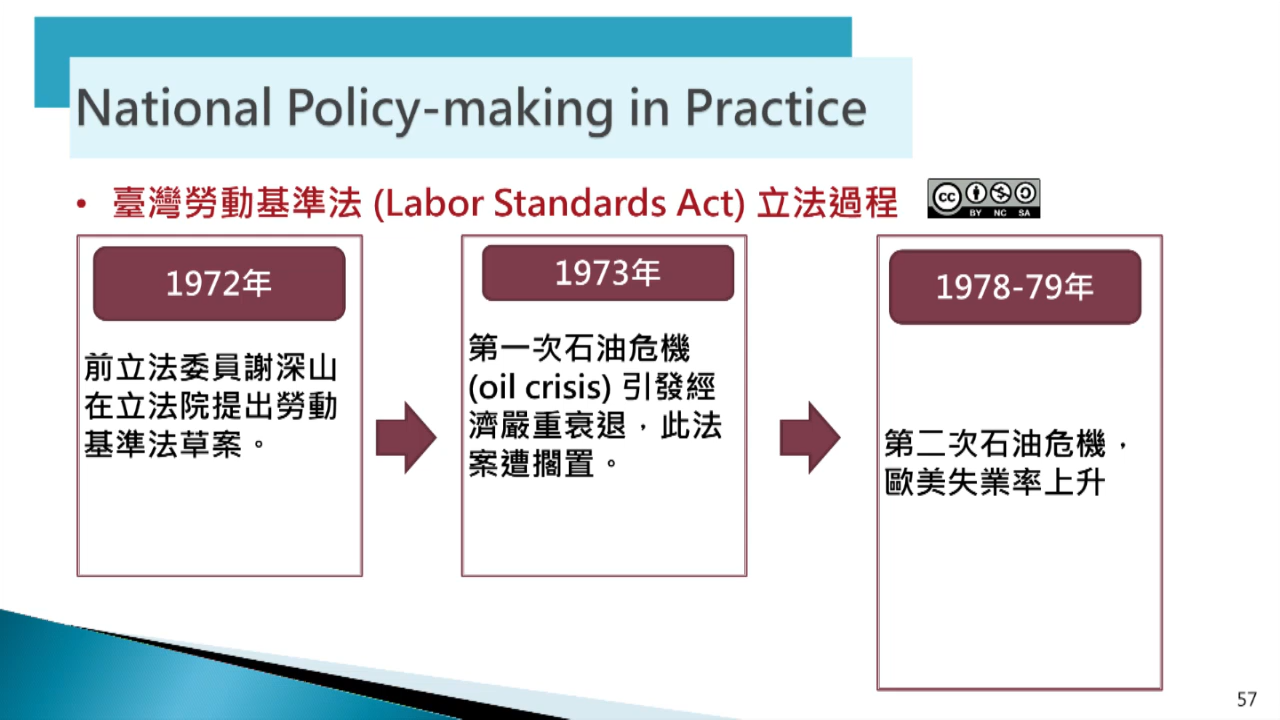 National Policy-making in Practice
• 臺灣勞動基準法 (Labor Standards Act) 立法過程
cc
BY NC SA
1972年
前立法委員謝深山
在立法院提出勞動
基準法草案。
1973年
第一次石油危機
(oil crisis) 引發經
濟嚴重衰退，此法
案遭擱置。
1978-79年
第二次石油危機，
歐美失業率上升
57